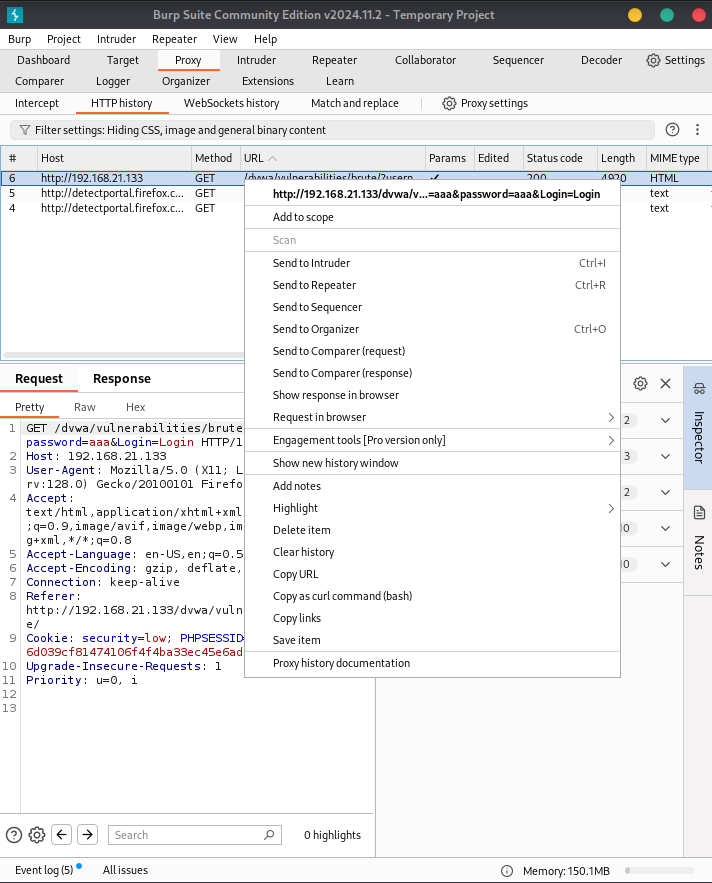 Burp Suite Community Edition v2024.11.2 - Temporary Project
Burp Project Intruder Repeater View Help
Dashboard Target Proxy Intruder Repeater Collaborator Sequencer Decoder Settings
Comparer Logger Organizer Extensions Learn
Intercept HTTP history WebSockets history Match and replace Proxy settings
Filter settings: Hiding CSS, image and general binary content
# Host Method URL Params Edited Status code Length MIME type
6 http://192.168.21.133 GET /dvwa/vulnerabilities/brute/?usern... ✓ 200 4920 HTML
5 http://detectportal.firefox.c... GET text
4 http://detectportal.firefox.c... GET text
http://192.168.21.133/dvwa/v...=aaa&password=aaa&Login=Login
Add to scope
Scan
Send to Intruder Ctrl+I
Send to Repeater Ctrl+R
Send to Sequencer
Send to Organizer Ctrl+O
Send to Comparer (request)
Send to Comparer (response)
Show response in browser
Request in browser
Engagement tools [Pro version only]
Show new history window
Add notes
Highlight
Delete item
Clear history
Copy URL
Copy as curl command (bash)
Copy links
Save item
Proxy history documentation
Request Response
Pretty Raw Hex
1 GET /dvwa/vulnerabilities/brute
password=aaa&Login=Login HTTP/1
2 Host: 192.168.21.133
3 User-Agent: Mozilla/5.0 (X11; L
rv:128.0) Gecko/20100101 Firefo
4 Accept:
text/html,application/xhtml+xml
;q=0.9,image/avif,image/webp,im
g+xml,*/*;q=0.8
5 Accept-Language: en-US,en;q=0.5
6 Accept-Encoding: gzip, deflate,
7 Connection: keep-alive
8 Referer:
http://192.168.21.133/dvwa/vuln
e/
9 Cookie: security=low; PHPSESSID=
6d039cf81474106f4f4ba33ec45e6ad
10 Upgrade-Insecure-Requests: 1
11 Priority: u=0, i
12
13
2
3
2
0
10
Inspector
Notes
Search 0 highlights
Event log (5) All issues Memory: 150.1MB